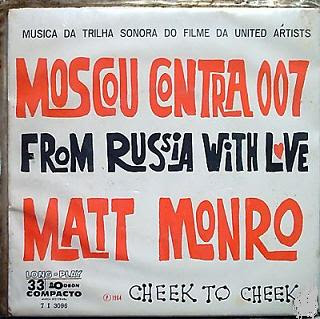 MUSICA DA TRILHA SONORA DO FILME DA UNITED ARTISTS
MOSCOU CONTRA 007
FROM RUSSIA WITH LOVE
MATT MONRO
LONG-PLAY
33 ODEON
COMPACTO
7 I 3096
℗ 1964
CHEEK TO CHEEK